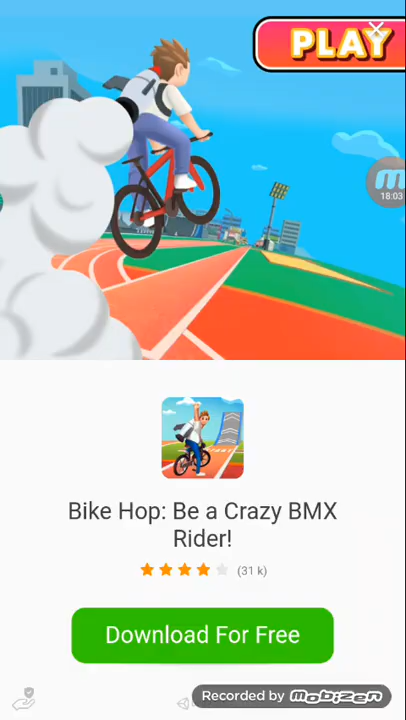 PLAY
18:03
Bike Hop: Be a Crazy BMX
Rider!
(31 k)
Download For Free
Recorded by mobizen